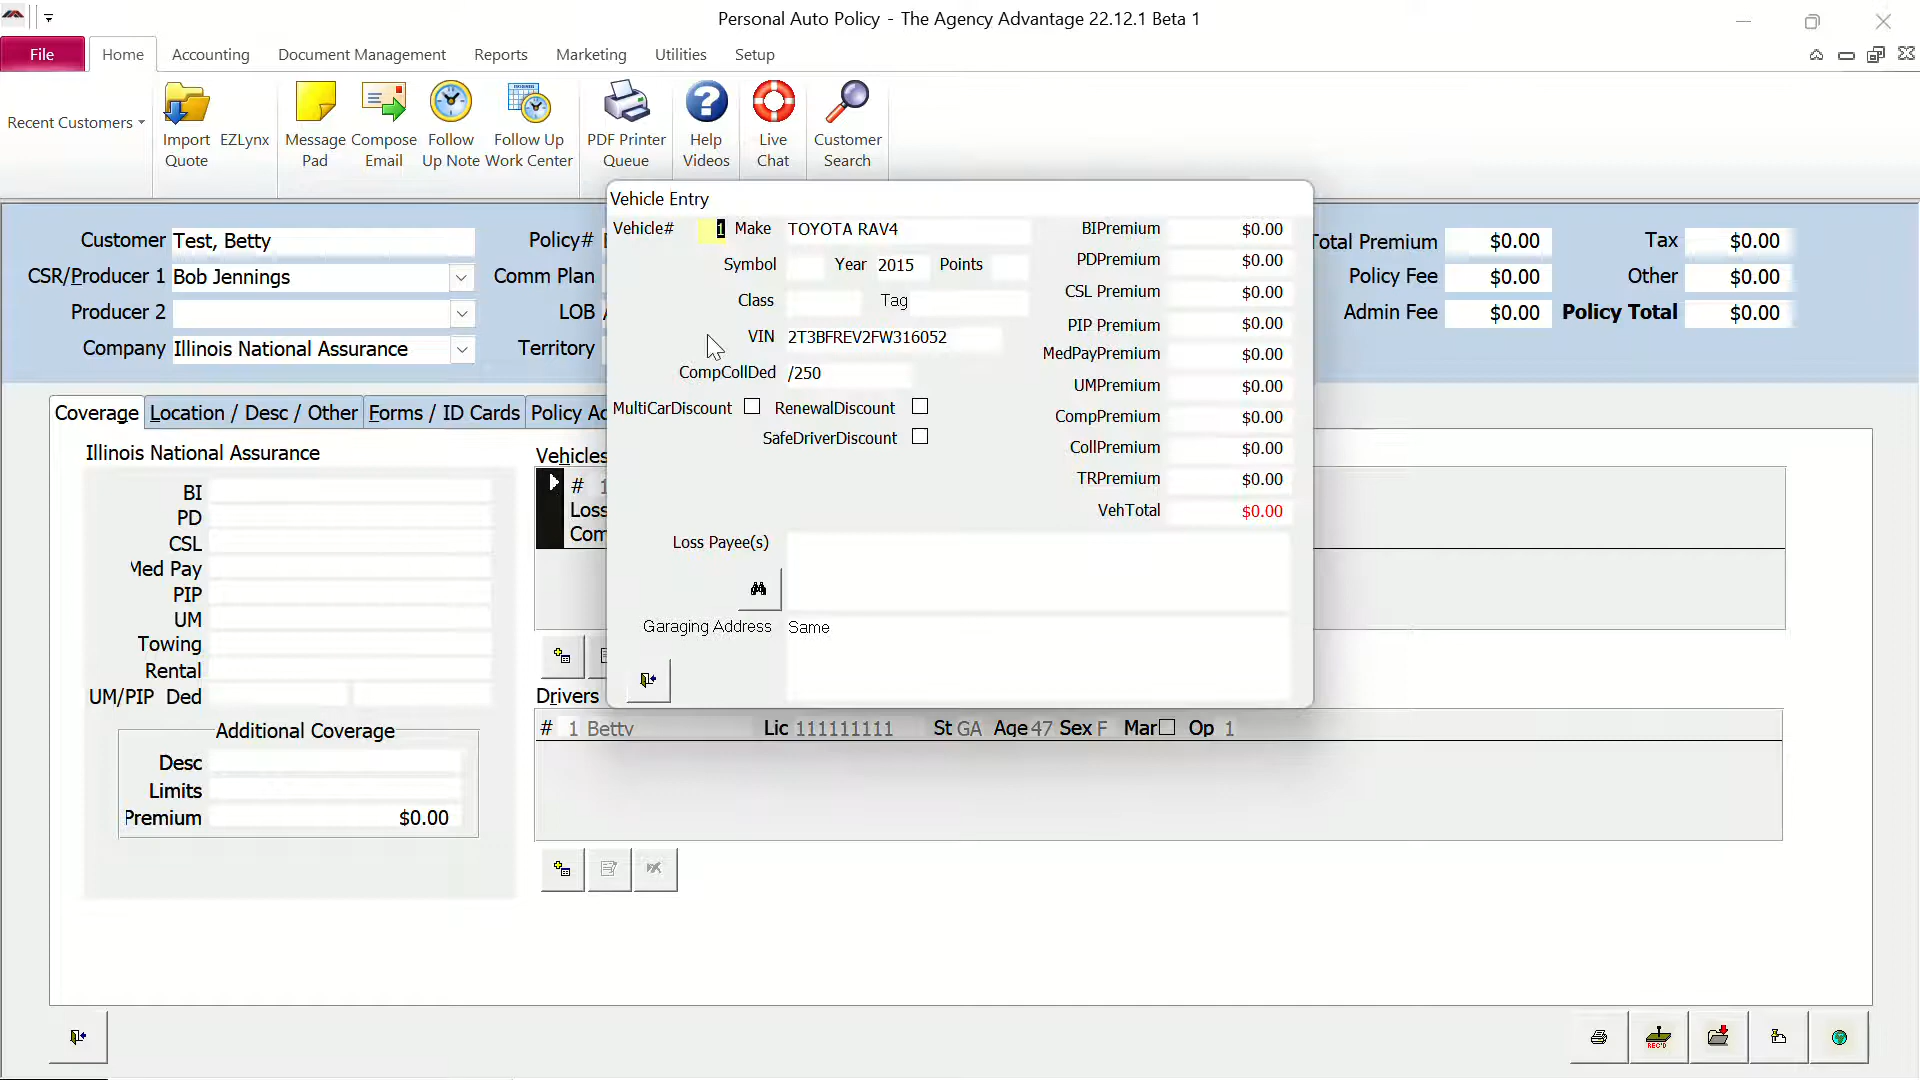 Personal Auto Policy - The Agency Advantage 22.12.1 Beta 1
File Home Accounting Document Management Reports Marketing Utilities Setup
Recent Customers
Import Quote
EZLynx
Message Pad
Compose Email
Follow Up Note
Follow Up Work Center
PDF Printer Queue
Help Videos
Live Chat
Customer Search
Customer Test, Betty
CSR/Producer 1 Bob Jennings
Producer 2
Company Illinois National Assurance
Policy#
Comm Plan
LOB
Territory
Total Premium $0.00
Policy Fee $0.00
Admin Fee $0.00
Tax $0.00
Other $0.00
Policy Total $0.00
Coverage Location / Desc / Other Forms / ID Cards
Illinois National Assurance
BI
PD
CSL
Med Pay
PIP
UM
Towing
Rental
UM/PIP Ded
Additional Coverage
Desc
Limits
Premium $0.00
Vehicles
# 1
Loss
Vehicle Entry
Vehicle# 1 Make TOYOTA RAV4
Symbol Year 2015 Points
Class Tag
VIN 2T3BFREV2FW316052
CompCollDed /250
MultiCarDiscount RenewalDiscount
SafeDriverDiscount
BIPremium $0.00
PDPremium $0.00
CSL Premium $0.00
PIP Premium $0.00
MedPayPremium $0.00
UMPremium $0.00
CompPremium $0.00
CollPremium $0.00
TRPremium $0.00
VehTotal $0.00
Loss Payee(s)
Garaging Address Same
Drivers
# 1 Betty Lic 111111111 St GA Age 47 Sex F Mar Op 1
REC'D